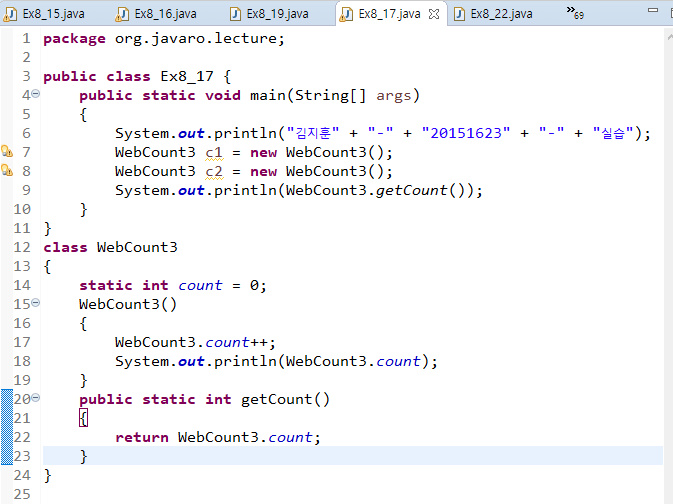 Ex8_15.java Ex8_16.java Ex8_19.java Ex8_17.java Ex8_22.java »69
1 package org.javaro.lecture;
2
3 public class Ex8_17 {
4 public static void main(String[] args)
5 {
6 System.out.println("김지훈" + "-" + "20151623" + "-" + "실습");
7 WebCount3 c1 = new WebCount3();
8 WebCount3 c2 = new WebCount3();
9 System.out.println(WebCount3.getCount());
10 }
11 }
12 class WebCount3
13 {
14 static int count = 0;
15 WebCount3()
16 {
17 WebCount3.count++;
18 System.out.println(WebCount3.count);
19 }
20 public static int getCount()
21 {
22 return WebCount3.count;
23 }
24 }
25